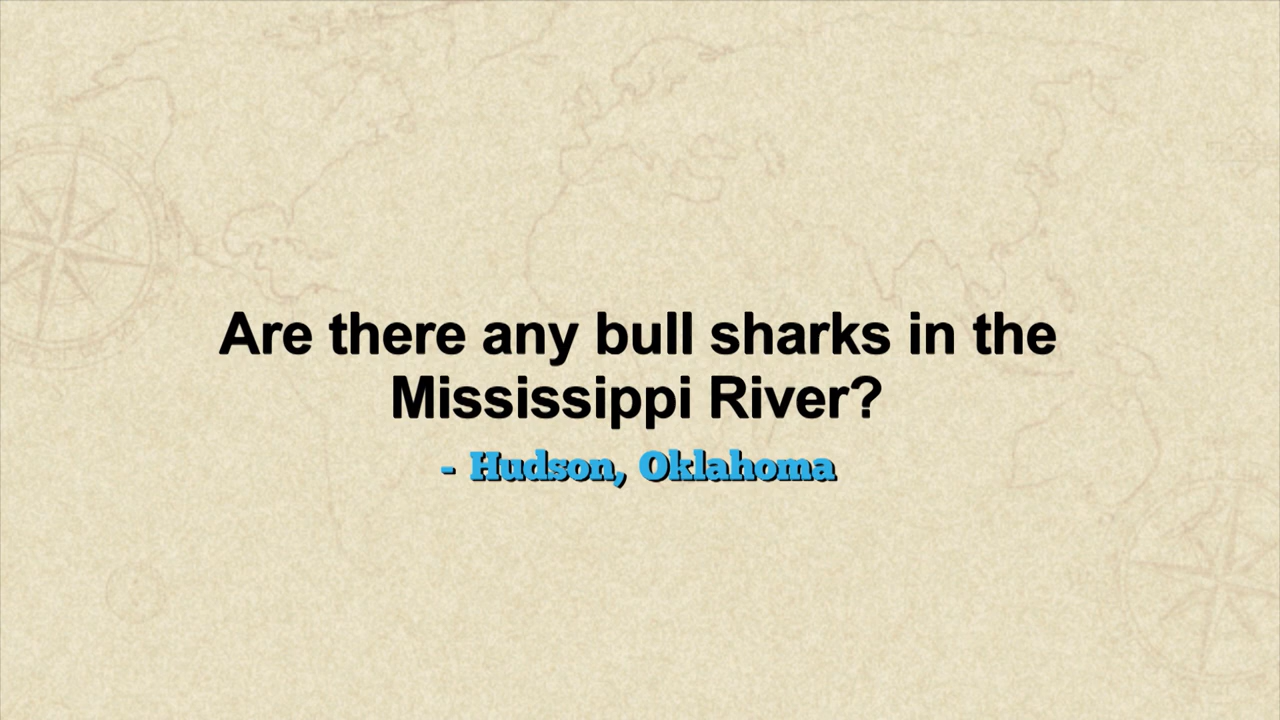 Are there any bull sharks in the
Mississippi River?
- Hudson, Oklahoma